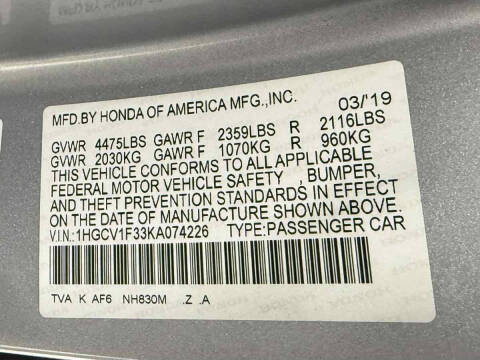 MFD.BY HONDA OF AMERICA MFG.,INC. 03/'19
GVWR 4475LBS GAWR F 2359LBS R 2116LBS
GVWR 2030KG GAWR F 1070KG R 960KG
THIS VEHICLE CONFORMS TO ALL APPLICABLE
FEDERAL MOTOR VEHICLE SAFETY , BUMPER,
AND THEFT PREVENTION STANDARDS IN EFFECT
ON THE DATE OF MANUFACTURE SHOWN ABOVE.
V.I.N.:1HGCV1F33KA074226 TYPE:PASSENGER CAR
TVA K AF6 NH830M .Z .A